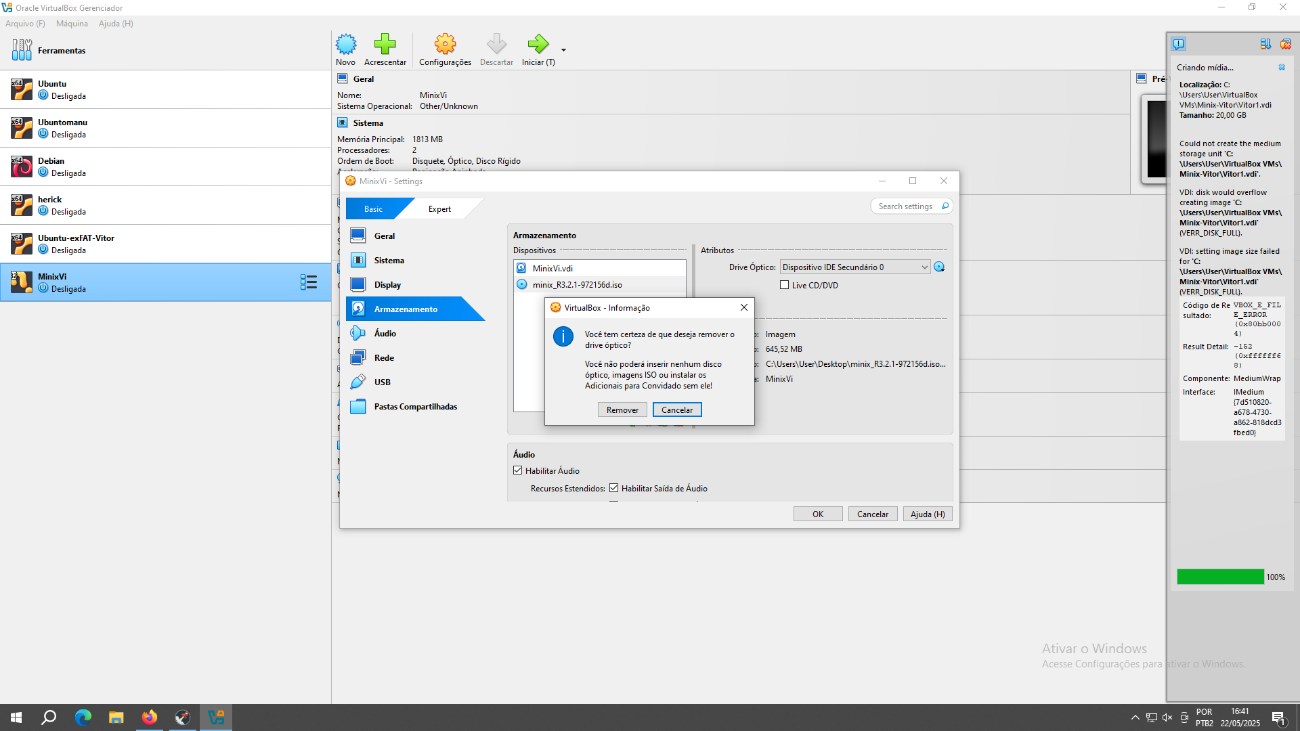 Oracle VirtualBox Gerenciador
Arquivo (F) Máquina Ajuda (H)
Ferramentas
Ubuntu
Desligada
Ubuntomanu
Desligada
Debian
Desligada
herick
Desligada
Ubuntu-exFAT-Vitor
Desligada
MinixVi
Desligada
Novo Acrescentar Configurações Descartar Iniciar (T)
Geral
Nome: MinixVi
Sistema Operacional: Other/Unknown
Sistema
Memória Principal: 1813 MB
Processadores: 2
Ordem de Boot: Disquete, Óptico, Disco Rígido
MinixVi - Settings
Basic Expert
Search settings
Geral
Sistema
Display
Armazenamento
Áudio
Rede
USB
Pastas Compartilhadas
Armazenamento
Dispositivos
MinixVi.vdi
minix_R3.2.1-972156d.iso
Atributos
Drive Óptico: Dispositivo IDE Secundário 0
Live CD/DVD
Imagem
645,52 MB
C:\Users\User\Desktop\minix_R3.2.1-972156d.iso...
MinixVi
VirtualBox - Informação
Você tem certeza de que deseja remover o
drive óptico?
Você não poderá inserir nenhum disco
óptico, imagens ISO ou instalar os
Adicionais para Convidado sem ele!
Remover Cancelar
Áudio
Habilitar Áudio
Recursos Estendidos: Habilitar Saída de Áudio
OK Cancelar Ajuda (H)
Criando mídia...
Localização: C:
\Users\User\VirtualBox
VMs\Minix-Vitor\Vitor1.vdi
Tamanho: 20,00 GB
Could not create the medium
storage unit 'C:
\Users\User\VirtualBox VMs\
Minix-Vitor\Vitor1.vdi'.
VDI: disk would overflow
creating image 'C:
\Users\User\VirtualBox VMs\
Minix-Vitor\Vitor1.vdi'
(VERR_DISK_FULL).
VDI: setting image size failed
for 'C:
\Users\User\VirtualBox VMs\
Minix-Vitor\Vitor1.vdi'
(VERR_DISK_FULL).
Código de Re VBOX_E_FIL
sultado: E_ERROR
(0x80bb000
4)
Result Detail: -152
(0xffffff6
8)
Componente: MediumWrap
Interface: IMedium
{7d510820-
a678-4730-
a862-818dcd3
fbed0}
100%
Ativar o Windows
Acesse Configurações para ativar o Windows.
POR
PTB2
16:41
22/05/2025
1